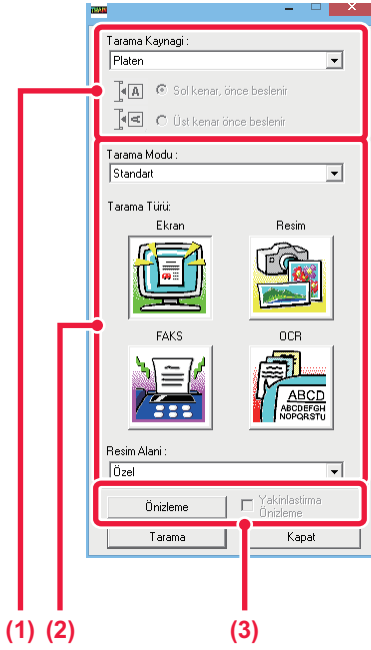 Tarama Kaynagi :
Platen
A Sol kenar, önce beslenir
A Üst kenar önce beslenir
Tarama Modu :
Standart
Tarama Türü:
Ekran Resim
FAKS OCR
ABCD
ABCDEFGH
NOPQRSTU
Resim Alani :
Özel
Önizleme Yakinlastirma
Önizleme
Tarama Kapat
(1) (2) (3)